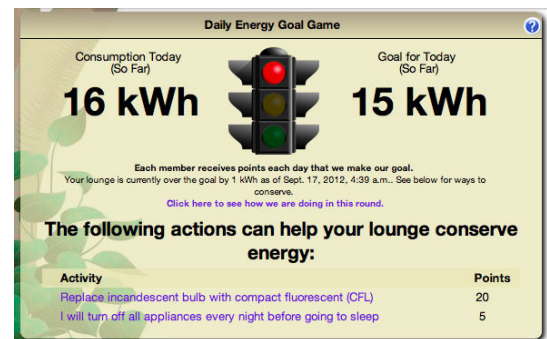 Daily Energy Goal Game
?
Consumption Today
(So Far)
16 kWh
Goal for Today
(So Far)
15 kWh
Each member receives points each day that we make our goal.
Your lounge is currently over the goal by 1 kWh as of Sept. 17, 2012, 4:39 a.m.. See below for ways to
conserve.
Click here to see how we are doing in this round.
The following actions can help your lounge conserve
energy:
Activity Points
Replace incandescent bulb with compact fluorescent (CFL) 20
I will turn off all appliances every night before going to sleep 5